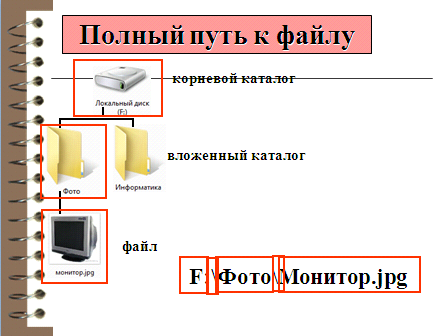 Полный путь к файлу
корневой каталог
Локальный диск
(F:)
вложенный каталог
Фото
Информатика
файл
монитор.jpg
F:\Фото\Монитор.jpg